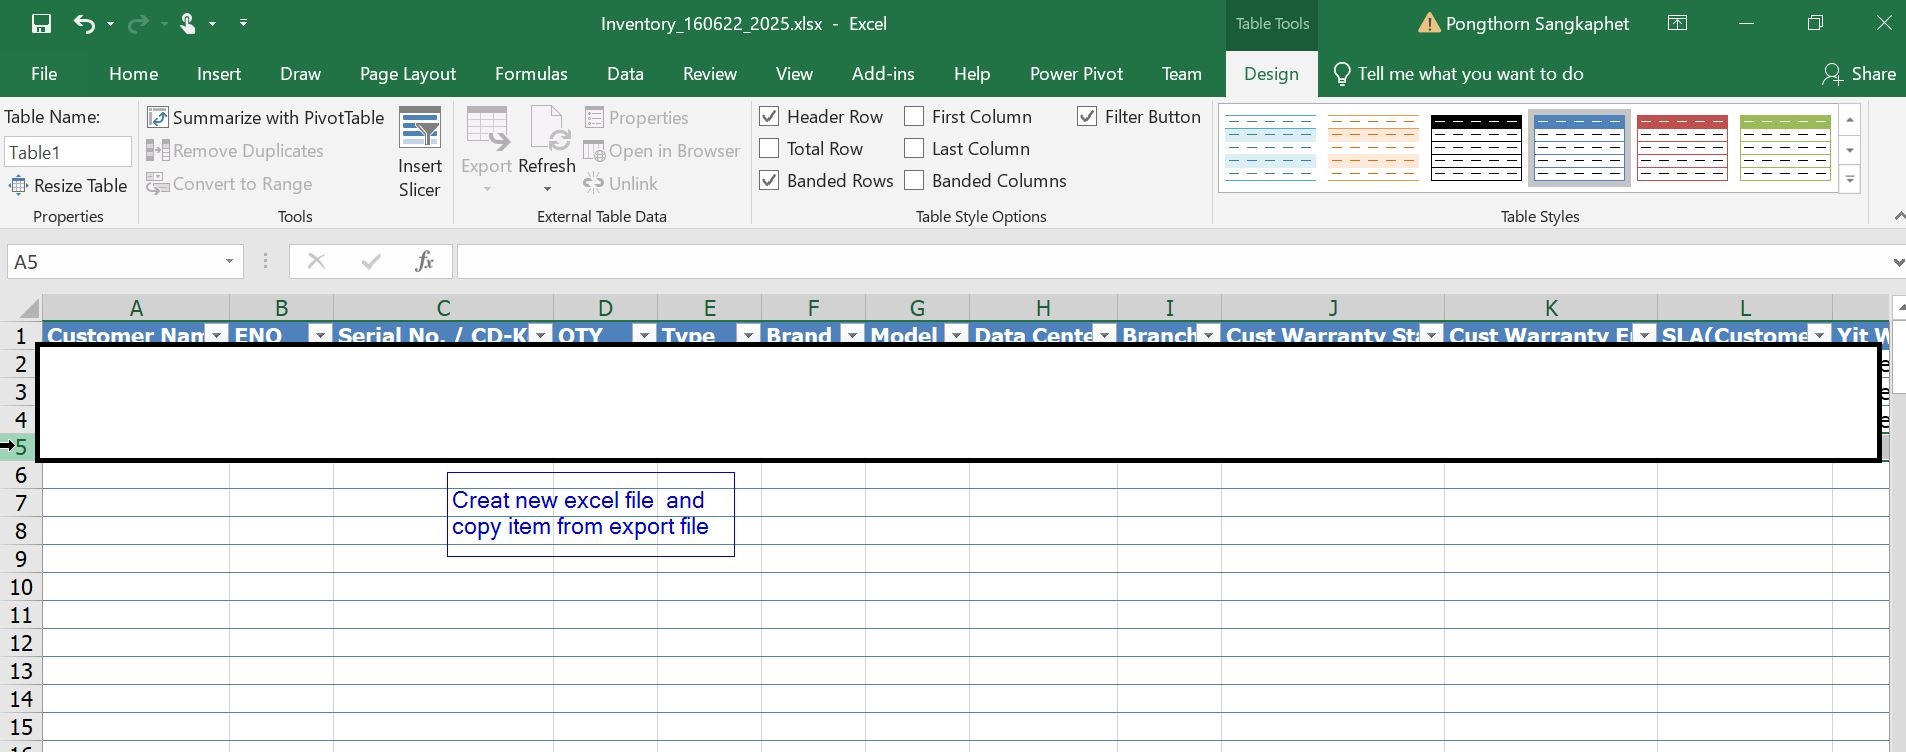 Inventory_160622_2025.xlsx - Excel
Table Tools
Pongthorn Sangkaphet
File Home Insert Draw Page Layout Formulas Data Review View Add-ins Help Power Pivot Team Design Tell me what you want to do Share
Table Name:
Table1
Resize Table
Properties
Summarize with PivotTable
Remove Duplicates
Convert to Range
Tools
Insert
Slicer
Export
Refresh
Properties
Open in Browser
Unlink
External Table Data
Header Row
First Column
Filter Button
Total Row
Last Column
Banded Rows
Banded Columns
Table Style Options
Table Styles
A5
fx
A B C D E F G H I J K L
1 Customer Nam ENO Serial No. / CD-K QTY Type Brand Model Data Cente Branch Cust Warranty Sta Cust Warranty E SLA(Custome Yit W
2
3
4
5
6
7
8
9
10
11
12
13
14
15
Creat new excel file and
copy item from export file